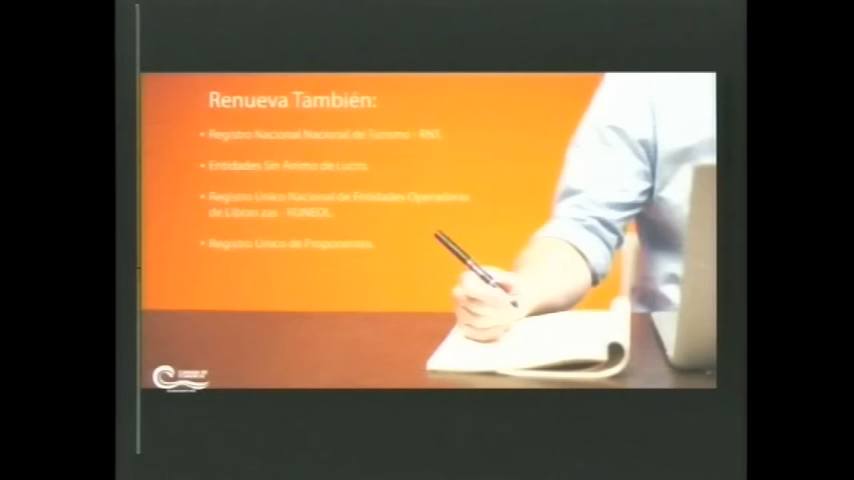 Renueva También:
• Registro Nacional Nacional de Turismo - RNT.
• Entidades Sin Animo de Lucro.
• Registro Único Nacional de Entidades Operadoras
de Libranzas - RUNEOL.
• Registro Único de Proponentes.